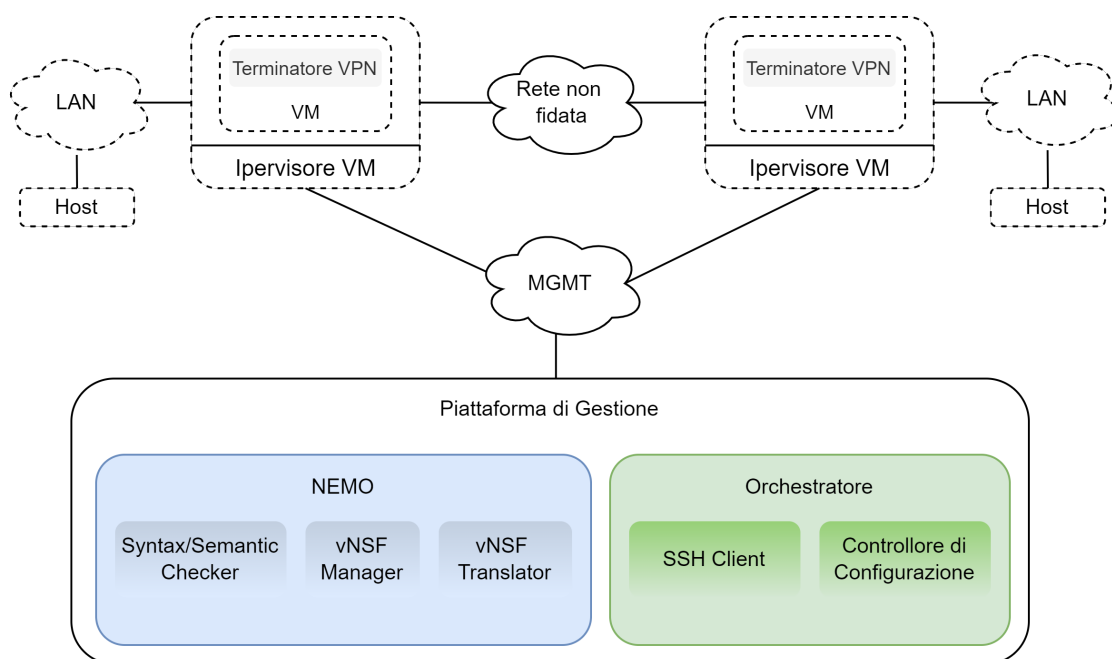 Terminatore VPN
Terminatore VPN
LAN
Rete non
fidata
LAN
VM
VM
Ipervisore VM
Ipervisore VM
Host
Host
MGMT
Piattaforma di Gestione
NEMO
Orchestratore
Syntax/Semantic
Checker
vNSF
Manager
vNSF
Translator
SSH Client
Controllore di
Configurazione